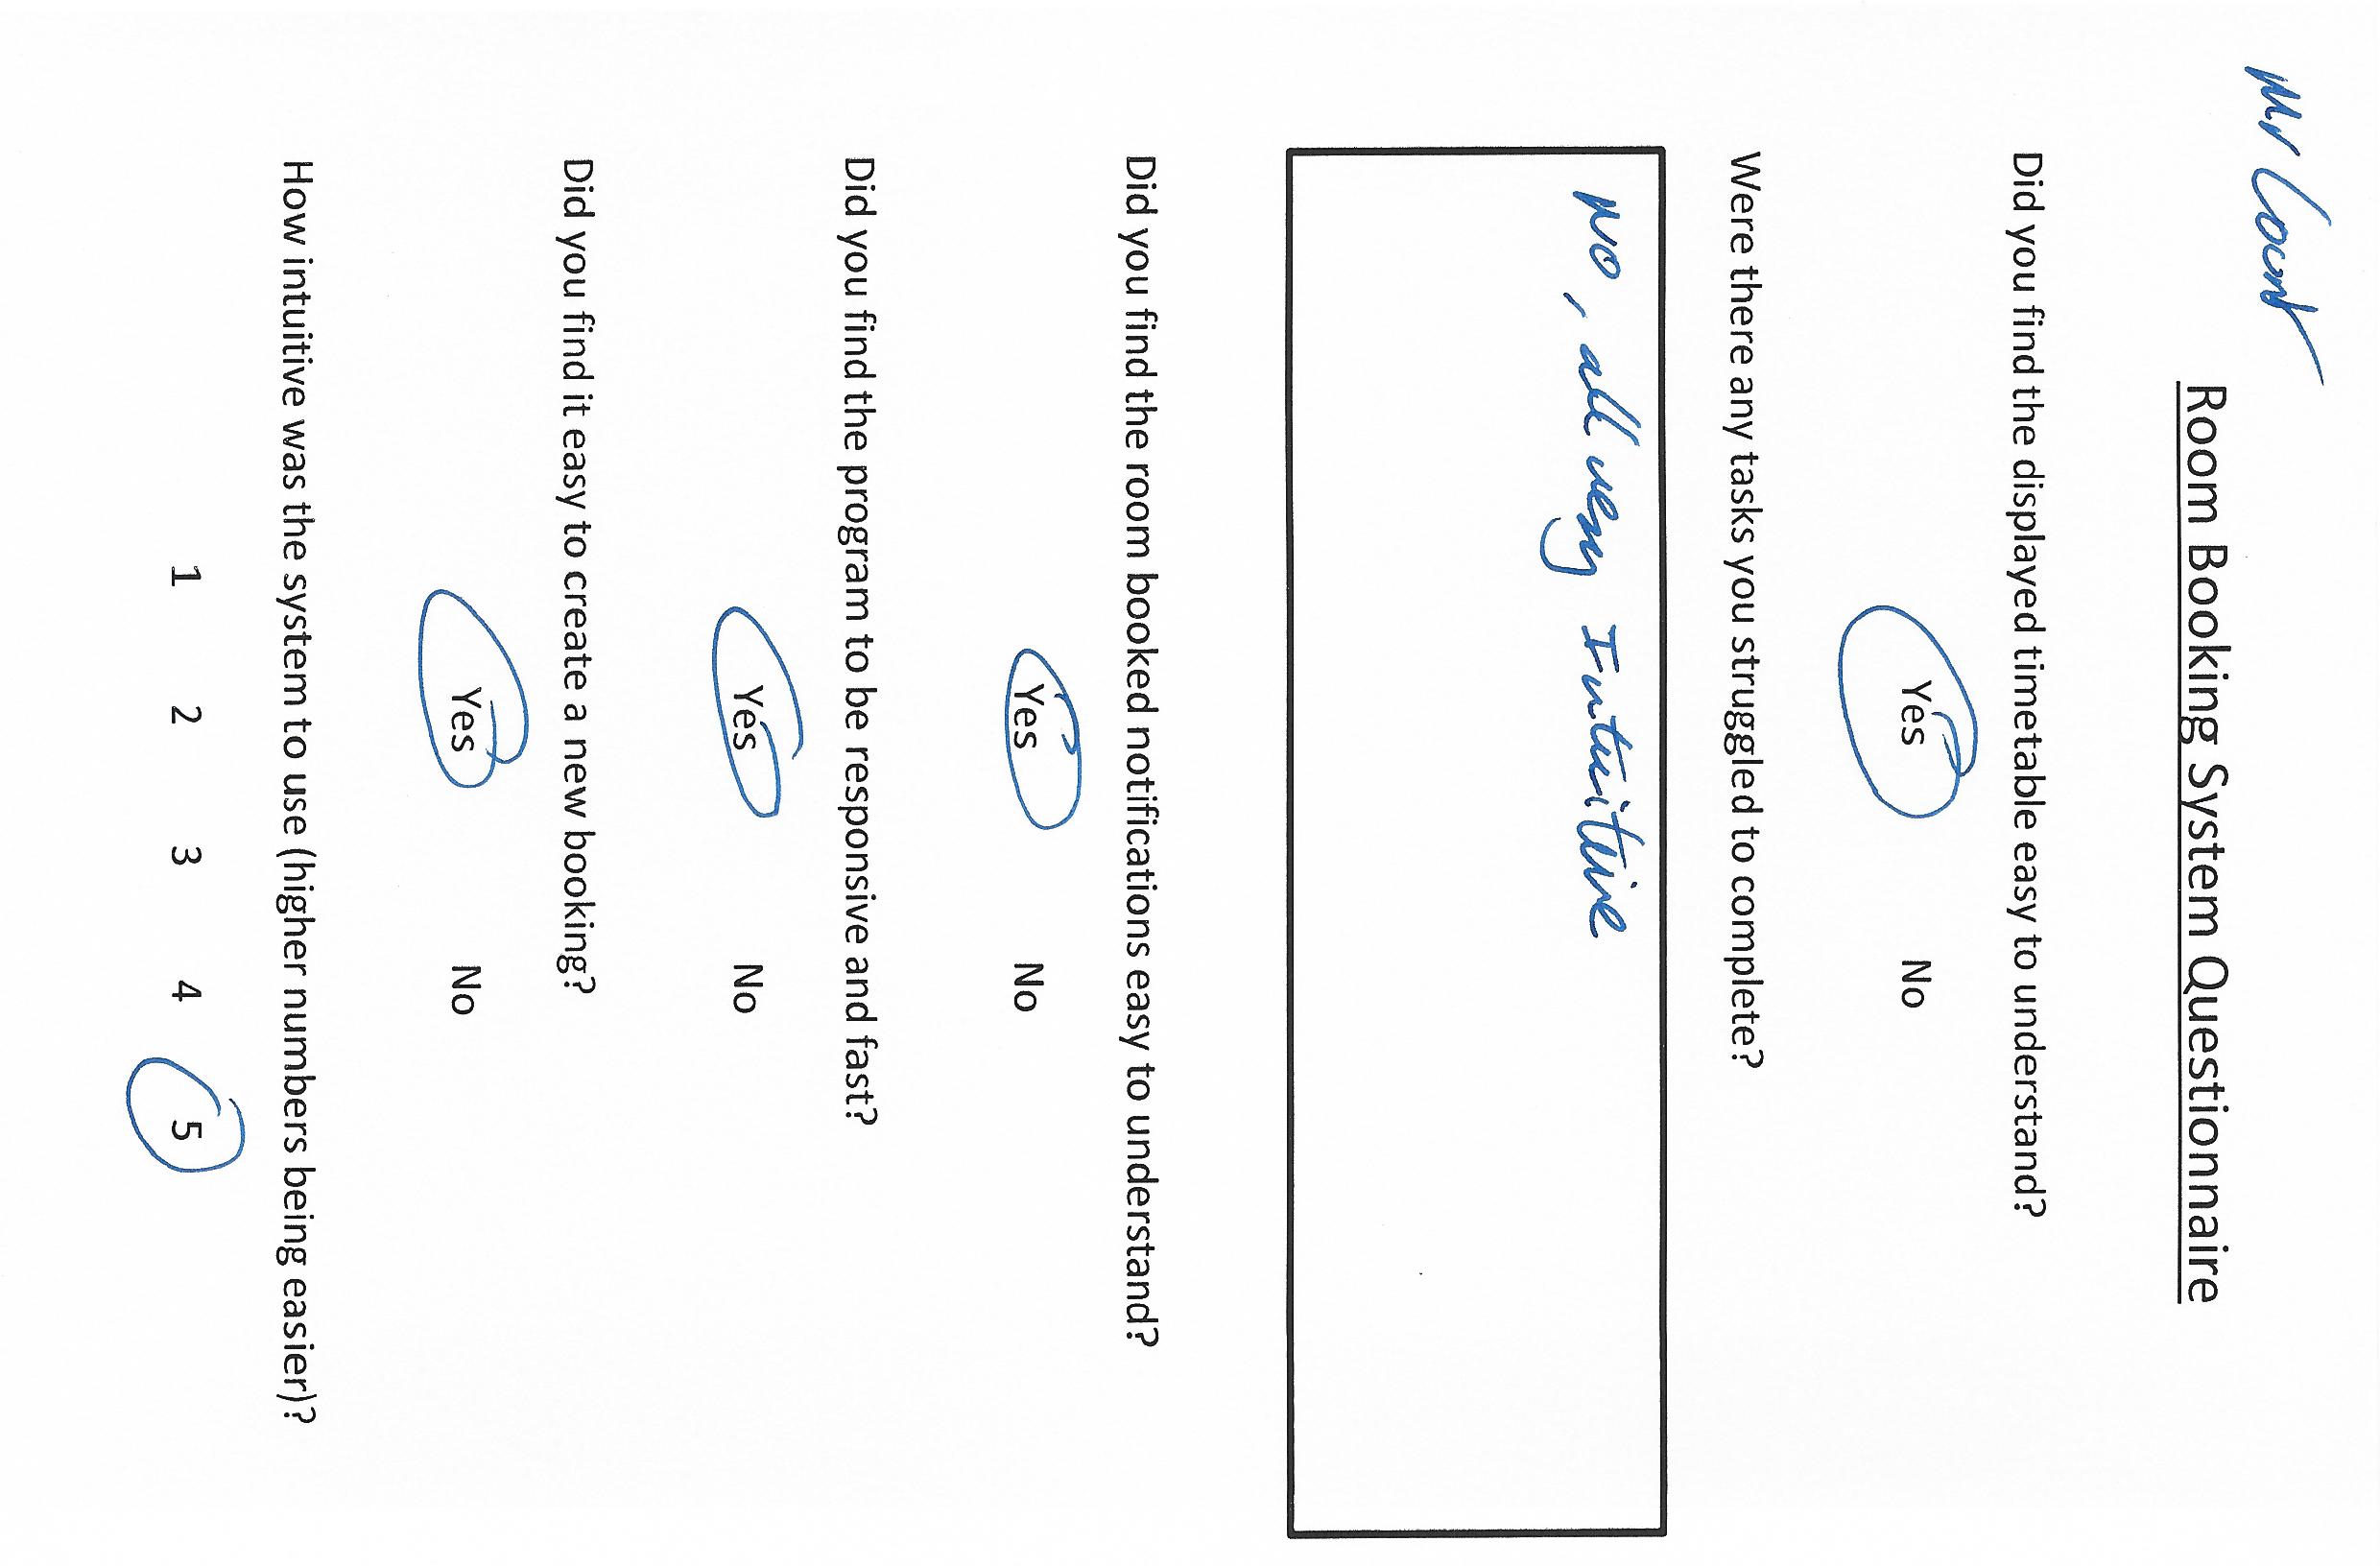 Mr Count
Room Booking System Questionnaire
Did you find the displayed timetable easy to understand?
Yes No
Were there any tasks you struggled to complete?
No, all very Intuitive
Did you find the room booked notifications easy to understand?
Yes No
Did you find the program to be responsive and fast?
Yes No
Did you find it easy to create a new booking?
Yes No
How intuitive was the system to use (higher numbers being easier)?
1 2 3 4 5